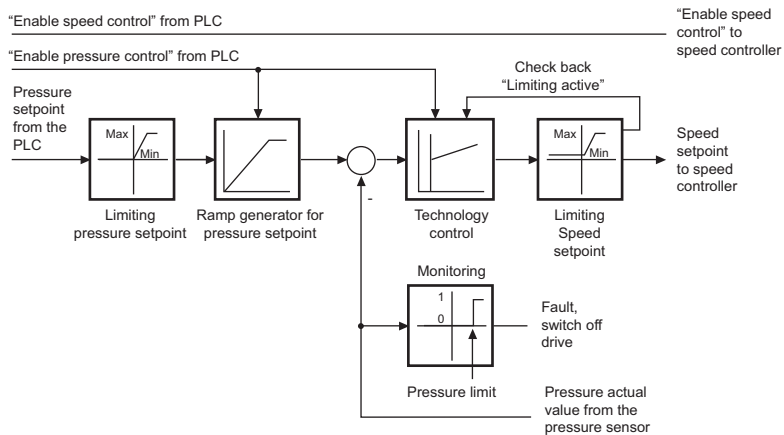 “Enable speed control” from PLC
“Enable speed
control” to
speed controller
“Enable pressure control” from PLC
Check back
“Limiting active”
Pressure
setpoint
from the
PLC
Max
Min
Max
Min
Speed
setpoint
to speed
controller
-
Limiting
pressure setpoint
Ramp generator for
pressure setpoint
Technology
control
Limiting
Speed
setpoint
Monitoring
1
0
Fault,
switch off
drive
Pressure limit
Pressure actual
value from the
pressure sensor